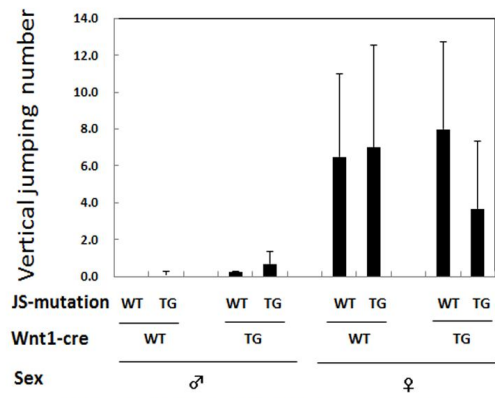 Vertical jumping number
14.0
12.0
10.0
8.0
6.0
4.0
2.0
0.0
JS-mutation WT TG WT TG WT TG WT TG
Wnt1-cre WT TG WT TG
Sex ♂ ♀